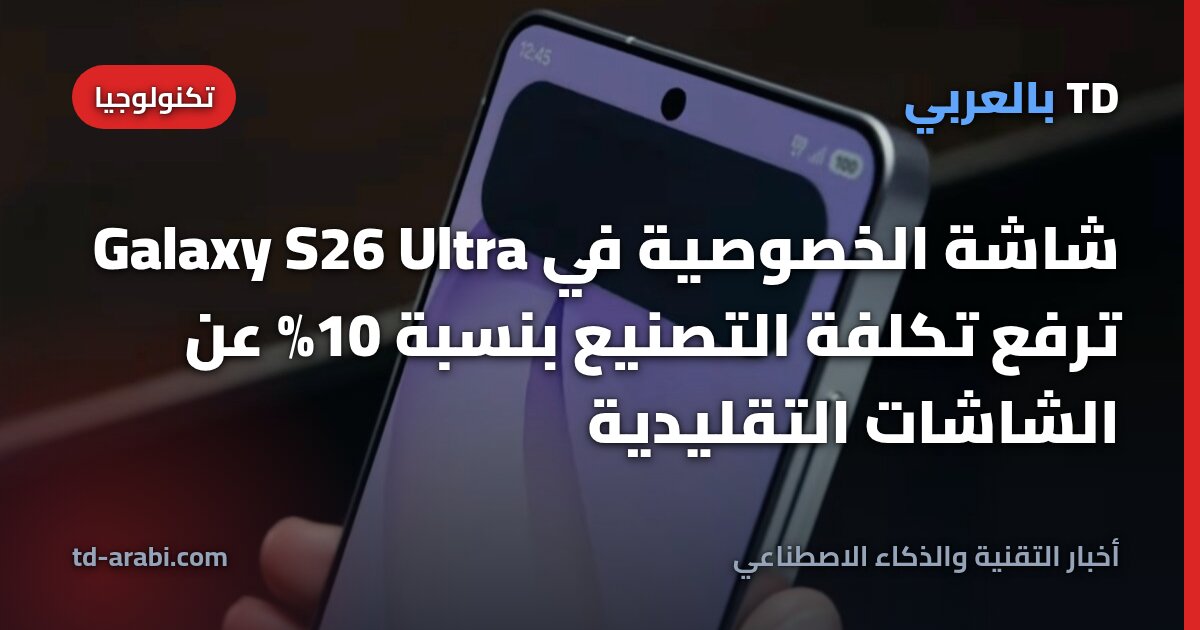 TD بالعربي
تكنولوجيا
12:45
100
شاشة الخصوصية في Galaxy S26 Ultra
ترفع تكلفة التصنيع بنسبة 10% عن
الشاشات التقليدية
أخبار التقنية والذكاء الاصطناعي
td-arabi.com